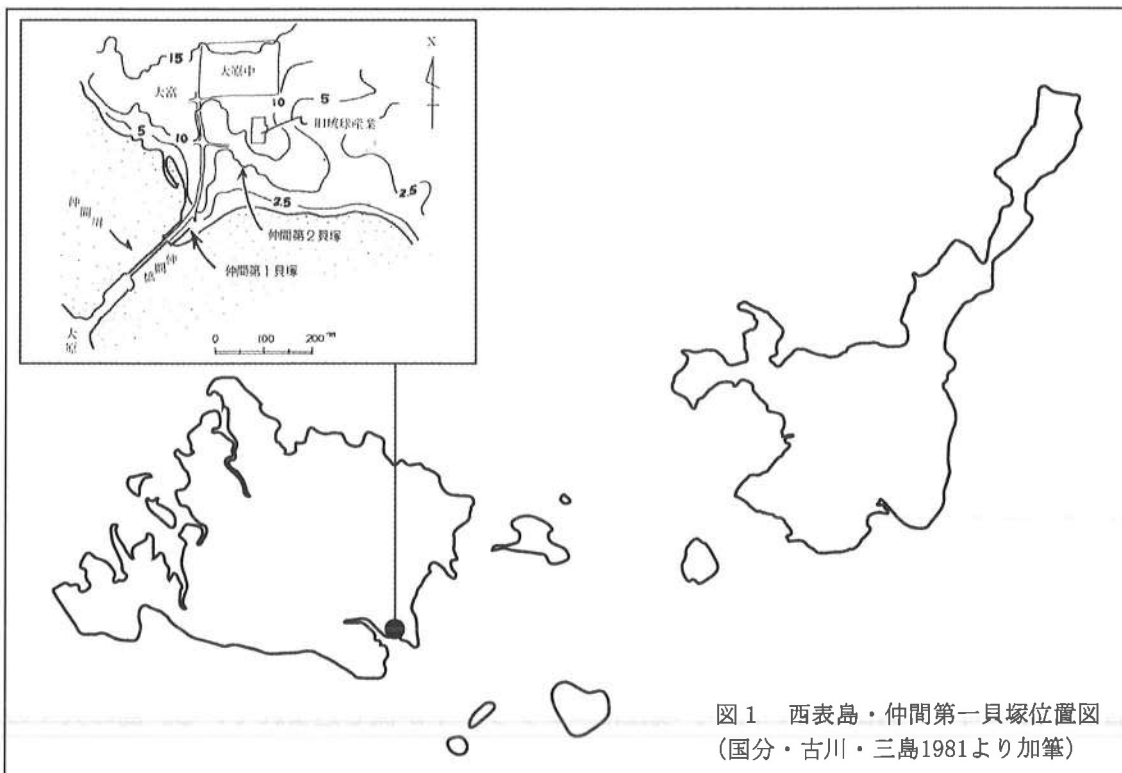 15
大原中
N
大富
10
5
旧琉球産業
5
10
2.5
2.5
仲間川
仲間橋
仲間第2貝塚
仲間第1貝塚
大原
0 100 200m
図1 西表島・仲間第一貝塚位置図
(国分・古川・三島1981より加筆)